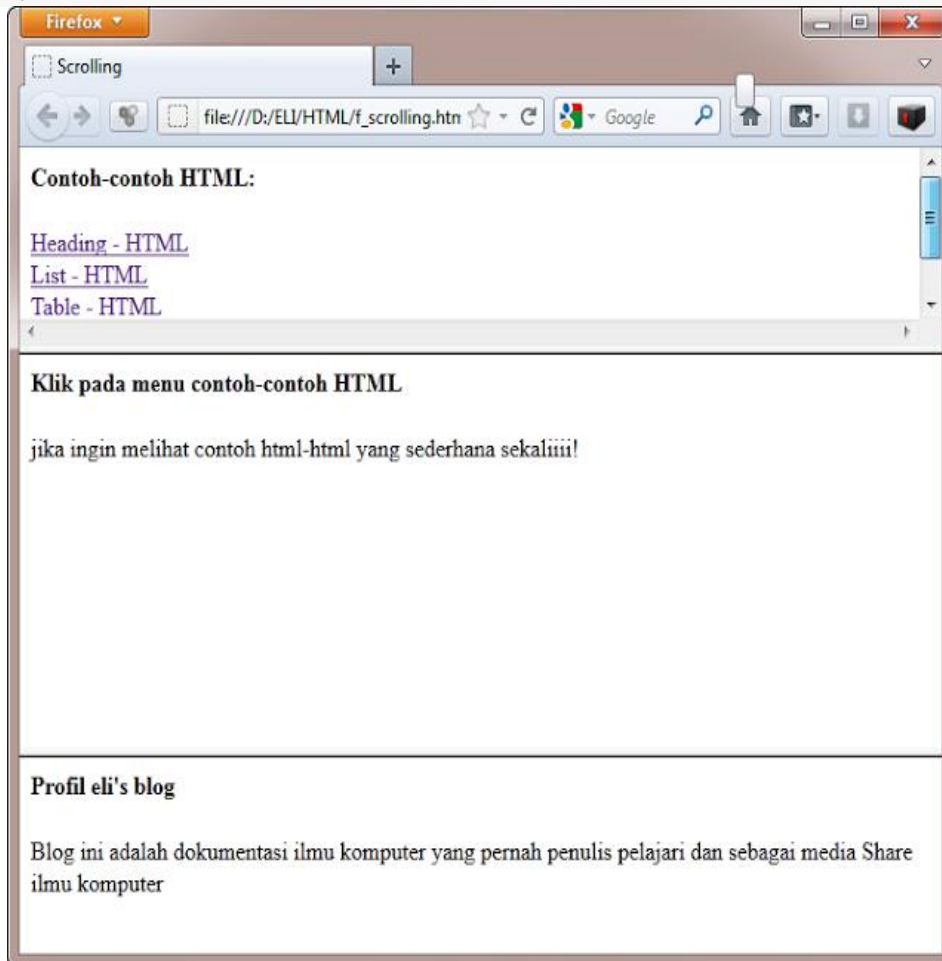 Firefox
Scrolling
file:///D:/ELI/HTML/f_scrolling.htn
Google
Contoh-contoh HTML:
Heading - HTML
List - HTML
Table - HTML
Klik pada menu contoh-contoh HTML
jika ingin melihat contoh html-html yang sederhana sekaliiii!
Profil eli's blog
Blog ini adalah dokumentasi ilmu komputer yang pernah penulis pelajari dan sebagai media Share
ilmu komputer